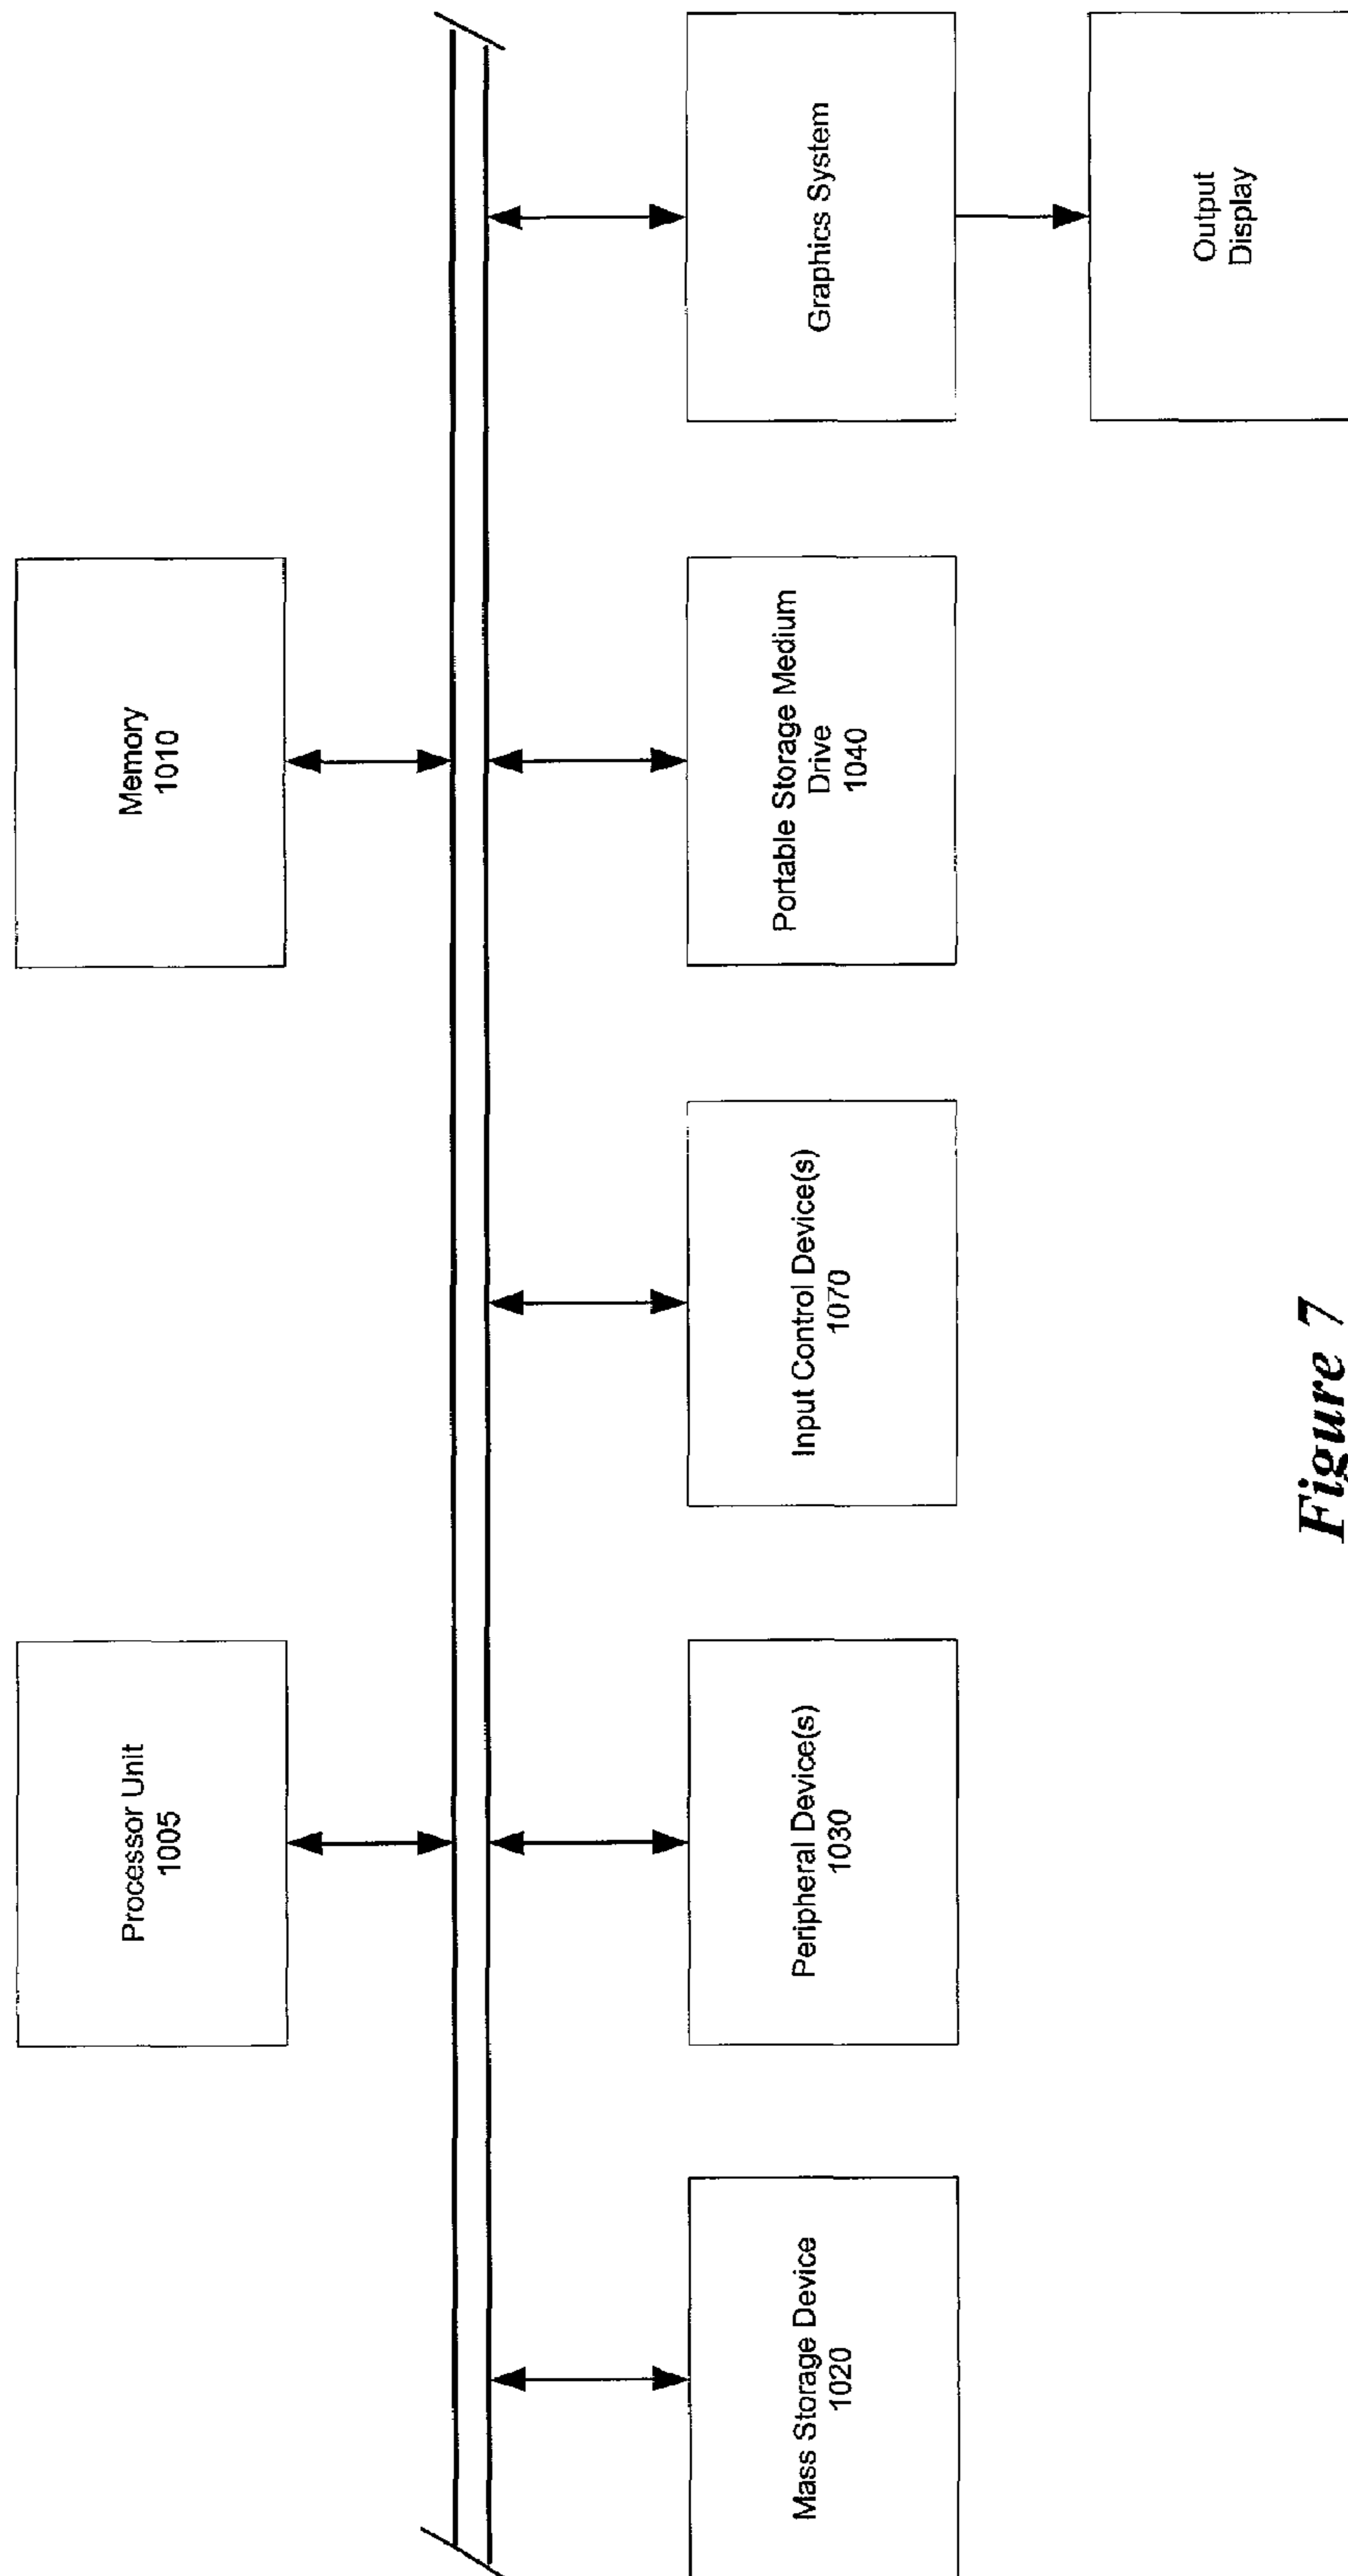 Processor Unit
1005
Memory
1010
Mass Storage Device
1020
Peripheral Device(s)
1030
Input Control Device(s)
1070
Portable Storage Medium
Drive
1040
Graphics System
Output
Display
Figure 7